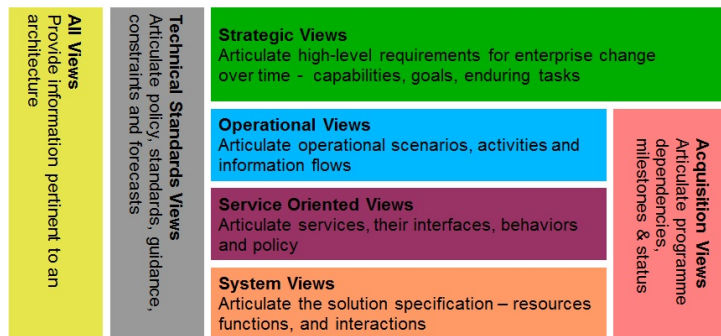 All Views
Provide information pertinent to an
architecture
Technical Standards Views
Articulate policy, standards, guidance,
constraints and forecasts
Strategic Views
Articulate high-level requirements for enterprise change
over time - capabilities, goals, enduring tasks
Operational Views
Articulate operational scenarios, activities and
information flows
Service Oriented Views
Articulate services, their interfaces, behaviors
and policy
System Views
Articulate the solution specification – resources
functions, and interactions
Acquisition Views
Articulate programme
dependencies,
milestones & status